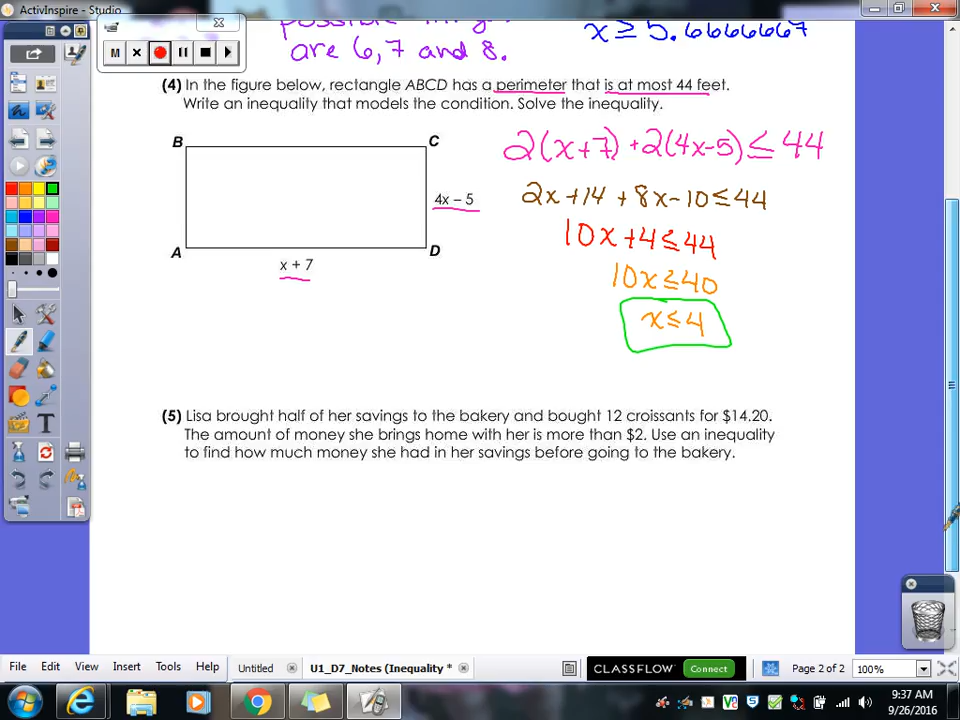 ActivInspire - Studio
possible
are 6, 7 and 8.
x ≥ 5.6666667
M
(4) In the figure below, rectangle ABCD has a perimeter that is at most 44 feet.
Write an inequality that models the condition. Solve the inequality.
B
C
2(x+7) +2(4x-5) ≤ 44
4x – 5
2x +14 +8x-10 ≤ 44
10x +4 ≤ 44
A
D
x + 7
10x ≤ 40
x ≤ 4
(5) Lisa brought half of her savings to the bakery and bought 12 croissants for $14.20.
The amount of money she brings home with her is more than $2. Use an inequality
to find how much money she had in her savings before going to the bakery.
File Edit View Insert Tools Help Untitled U1_D7_Notes (Inequality * CLASSFLOW Connect Page 2 of 2 100%
9:37 AM
9/26/2016